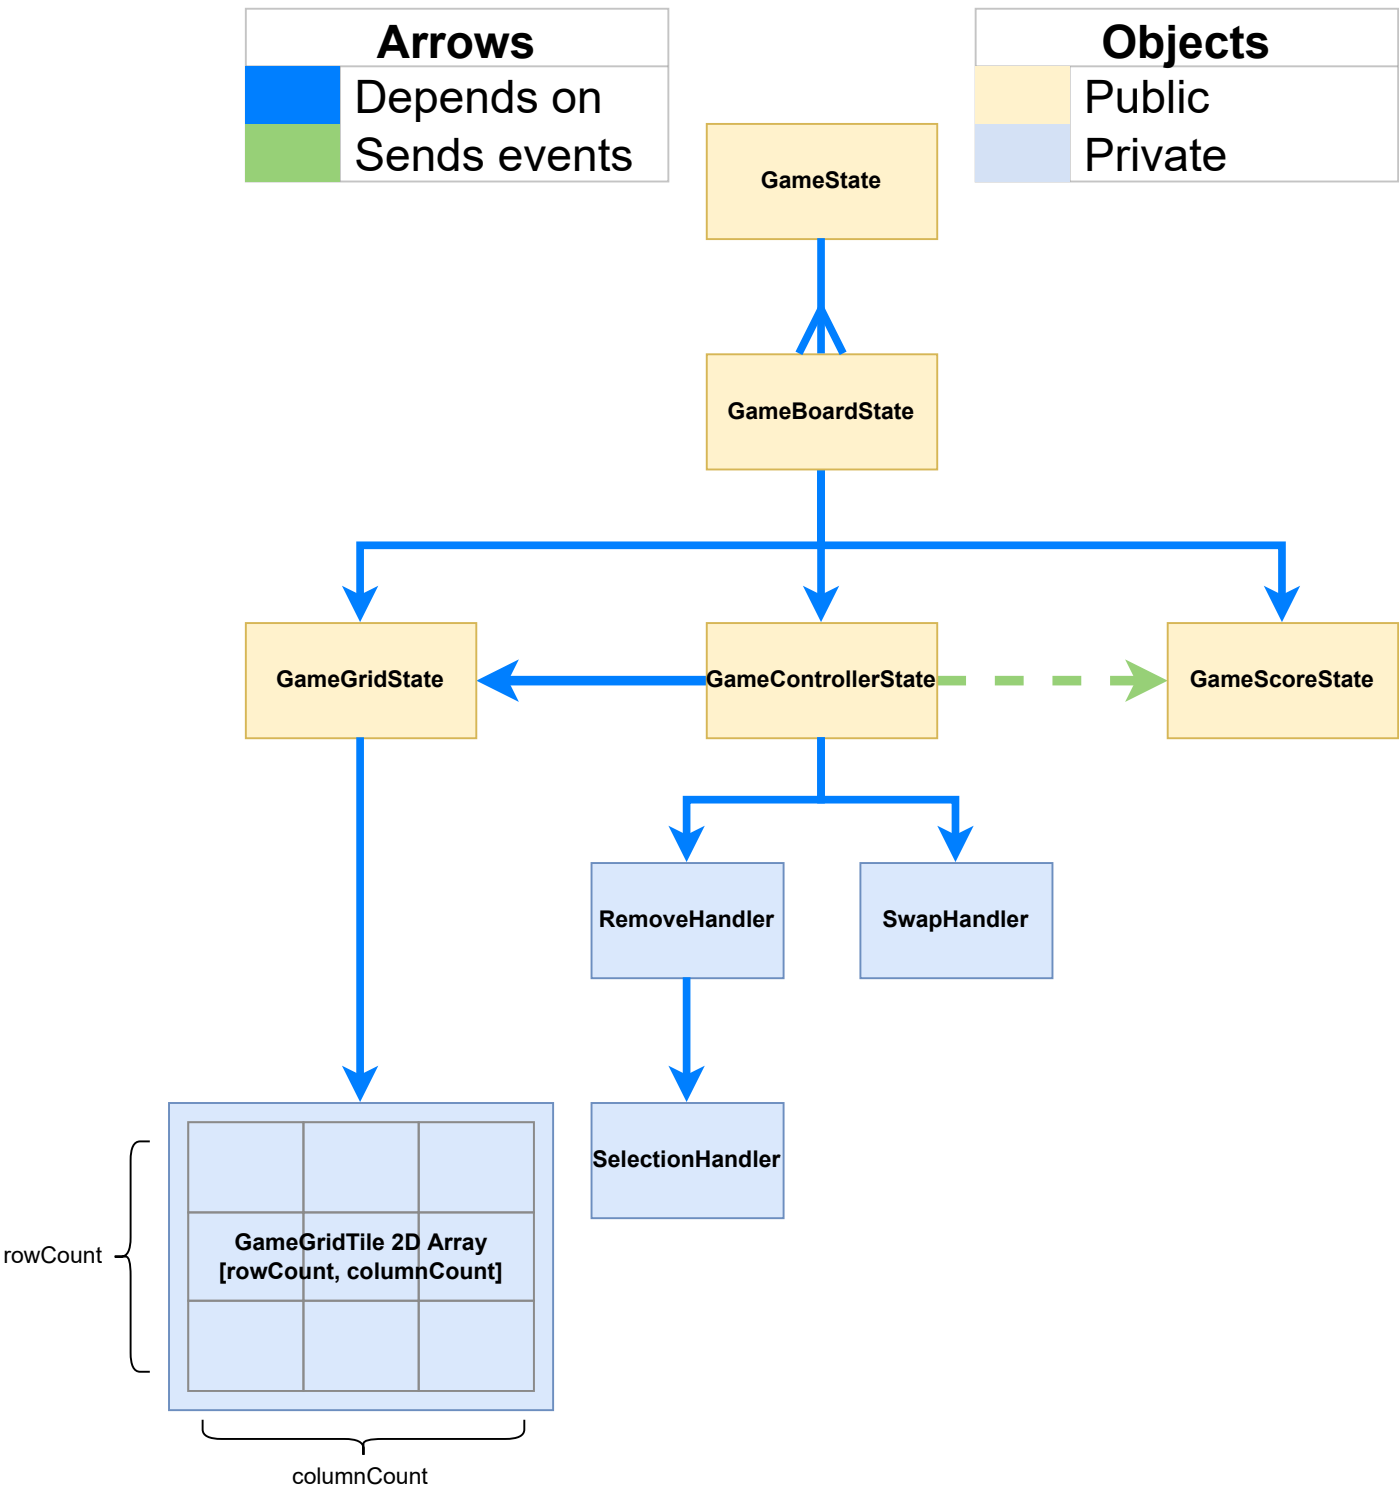 Arrows
Depends on
Sends events
Objects
Public
Private
GameState
GameBoardState
GameGridState
GameControllerState
GameScoreState
RemoveHandler
SwapHandler
SelectionHandler
GameGridTile 2D Array
[rowCount, columnCount]
rowCount
columnCount